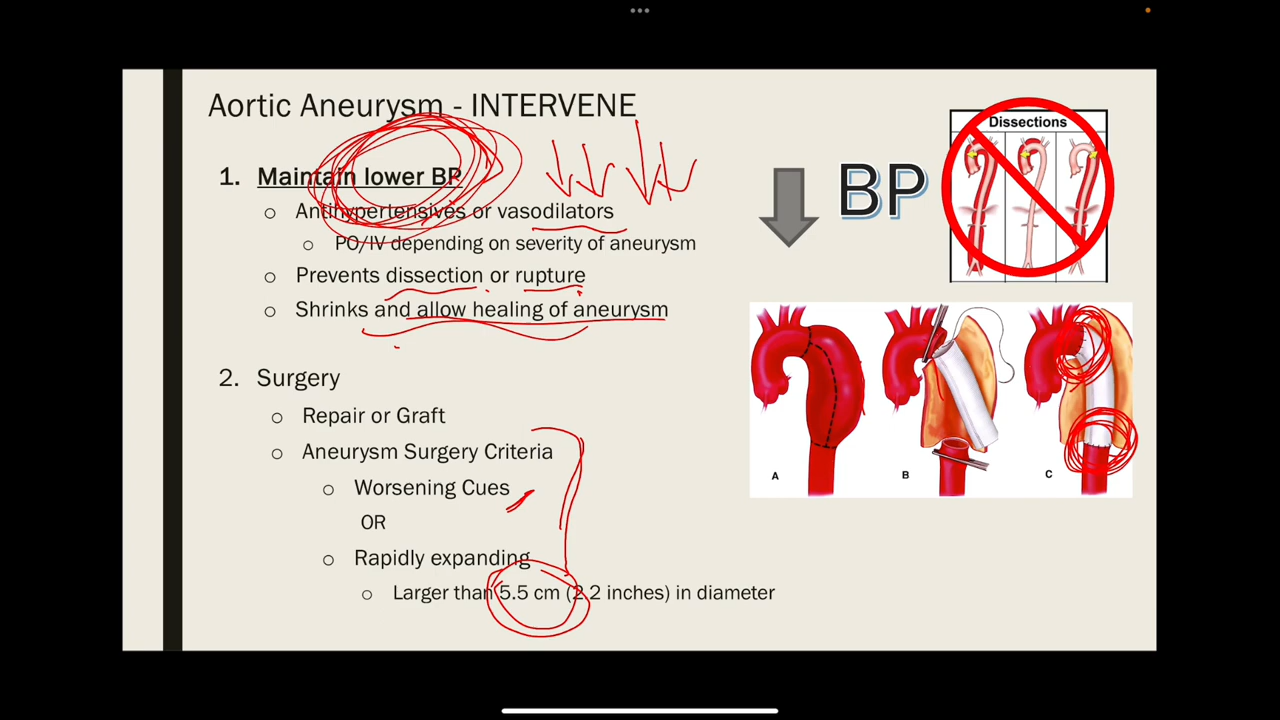 Aortic Aneurysm - INTERVENE
1. Maintain lower BP
o Antihypertensives or vasodilators
o PO/IV depending on severity of aneurysm
o Prevents dissection or rupture
o Shrinks and allow healing of aneurysm
2. Surgery
o Repair or Graft
o Aneurysm Surgery Criteria
o Worsening Cues
OR
o Rapidly expanding
o Larger than 5.5 cm (2.2 inches) in diameter
BP
Dissections
A
B
C